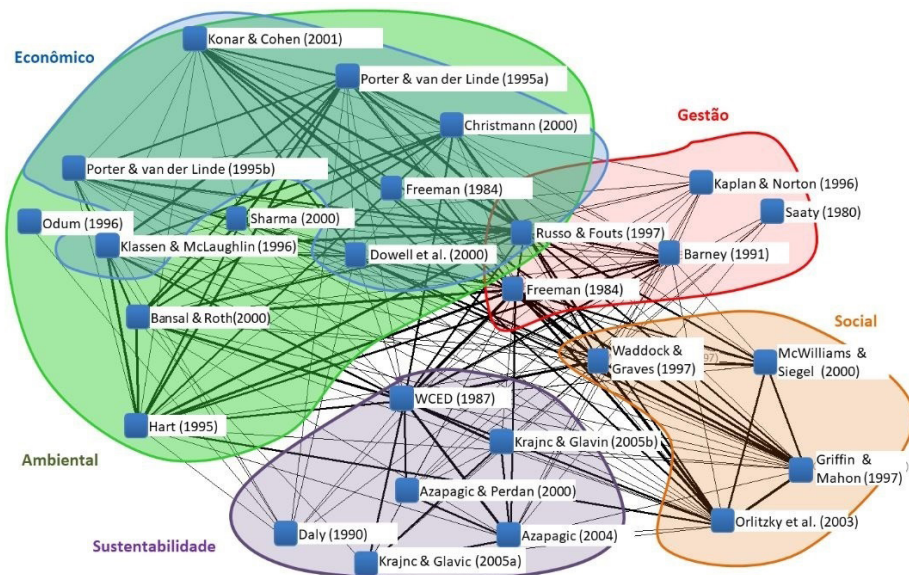 Konar & Cohen (2001)
Econômico
Porter & van der Linde (1995a)
Gestão
Christmann (2000)
Porter & van der Linde (1995b)
Kaplan & Norton (1996)
Freeman (1984)
Saaty (1980)
Odum (1996)
Sharma (2000)
Russo & Fouts (1997)
Klassen & McLaughlin (1996)
Dowell et al. (2000)
Barney (1991)
Freeman (1984)
Bansal & Roth(2000)
Social
Waddock &
Graves (1997)
97)
McWilliams &
Siegel (2000)
WCED (1987)
Hart (1995)
Krajnc & Glavin (2005b)
Ambiental
Griffin &
Mahon (1997)
)
Azapagic & Perdan (2000)
Orlitzky et al. (2003)
Daly (1990)
Azapagic (2004)
Sustentabilidade
Krajnc & Glavic (2005a)